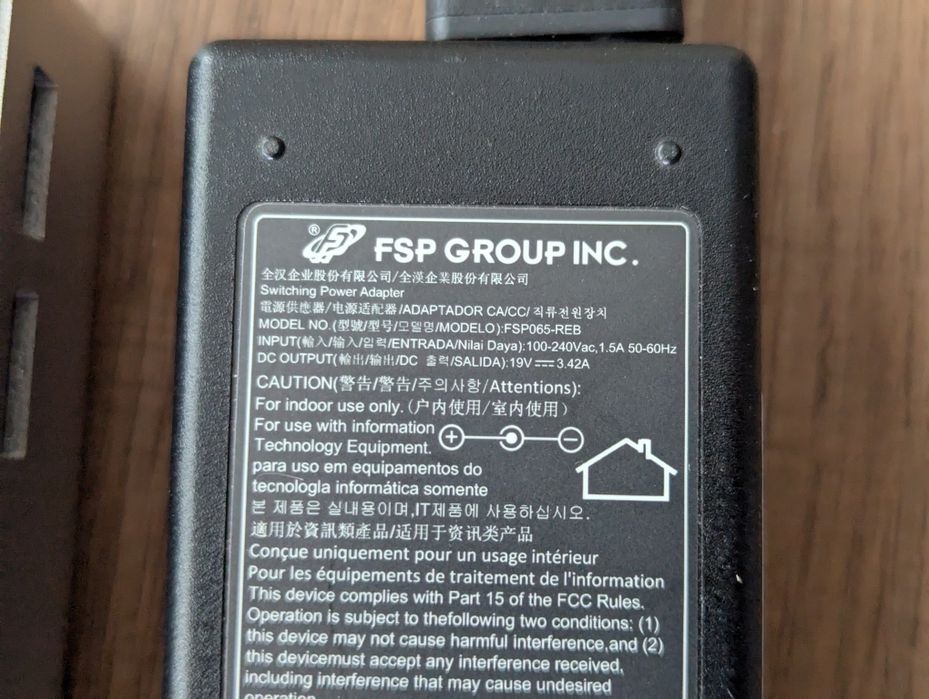 ® FSP GROUP INC.
全汉企业股份有限公司/全漢企業股份有限公司
Switching Power Adapter
電源供應器/电源适配器/ADAPTADOR CA/CC/ 직류전원장치
MODEL NO.(型號/型号/모델명/MODELO):FSP065-REB
INPUT(輸入/输入/입력/ENTRADA/Nilai Daya):100-240Vac,1.5A 50-60Hz
DC OUTPUT(輸出/输出/DC 출력/SALIDA):19V ⎓ 3.42A
CAUTION(警告/警告/주의사항/Attentions):
For indoor use only. (户内使用/室内使用)
For use with information
Technology Equipment.
para uso em equipamentos do
tecnologla informática somente
본 제품은 실내용이며,IT제품에 사용하십시오.
適用於資訊類產品/适用于资讯类产品
Conçue uniquement pour un usage intérieur
Pour les équipements de traitement de l'information
This device complies with Part 15 of the FCC Rules.
Operation is subject to thefollowing two conditions: (1)
this device may not cause harmful interference,and (2)
this devicemust accept any interference received,
including interference that may cause undesired
operation.